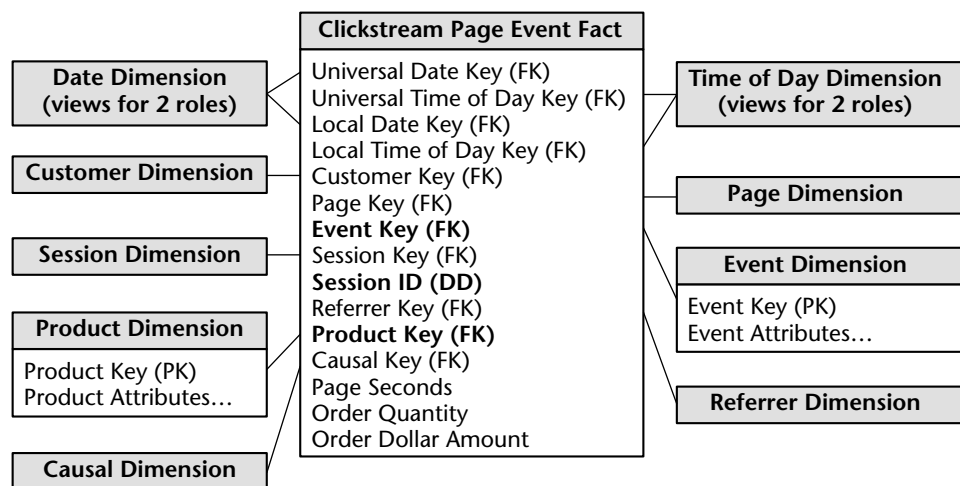 Clickstream Page Event Fact
Universal Date Key (FK)
Universal Time of Day Key (FK)
Local Date Key (FK)
Local Time of Day Key (FK)
Customer Key (FK)
Page Key (FK)
Event Key (FK)
Session Key (FK)
Session ID (DD)
Referrer Key (FK)
Product Key (FK)
Causal Key (FK)
Page Seconds
Order Quantity
Order Dollar Amount
Date Dimension
(views for 2 roles)
Customer Dimension
Session Dimension
Product Dimension
Product Key (PK)
Product Attributes…
Causal Dimension
Time of Day Dimension
(views for 2 roles)
Page Dimension
Event Dimension
Event Key (PK)
Event Attributes…
Referrer Dimension